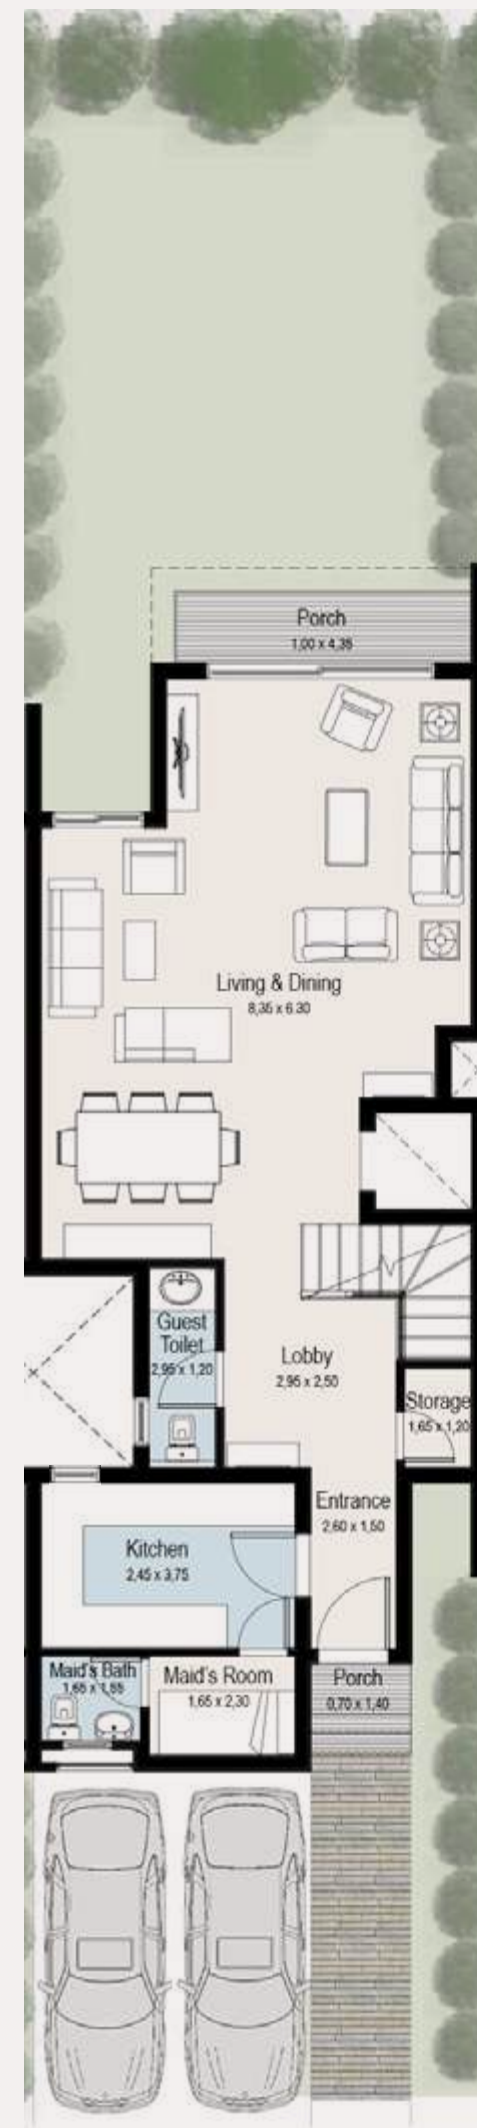 Porch
1,00 x 4,35
Living & Dining
8,35 x 6.30
Guest
Toilet
2,95 x 1,20
Lobby
2,95 x 2,50
Storage
1,65 x 1,20
Entrance
2,60 x 1,50
Kitchen
2,45 x 3,75
Maid's Bath
1,65 x 1,55
Maid's Room
1,65 x 2,30
Porch
0,70 x 1,40